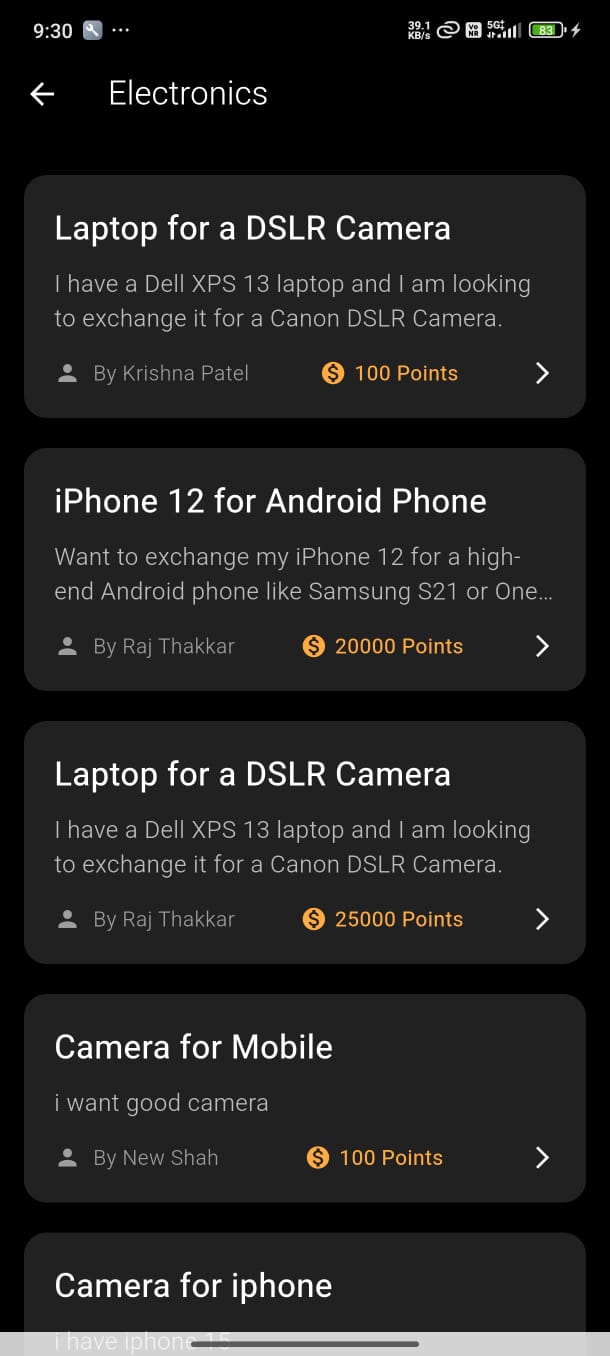 9:30 ... 39.1 KB/s Vo NR 5G 83
Electronics
Laptop for a DSLR Camera
I have a Dell XPS 13 laptop and I am looking
to exchange it for a Canon DSLR Camera.
By Krishna Patel 100 Points
iPhone 12 for Android Phone
Want to exchange my iPhone 12 for a high-
end Android phone like Samsung S21 or One...
By Raj Thakkar 20000 Points
Laptop for a DSLR Camera
I have a Dell XPS 13 laptop and I am looking
to exchange it for a Canon DSLR Camera.
By Raj Thakkar 25000 Points
Camera for Mobile
i want good camera
By New Shah 100 Points
Camera for iphone
i have iphone 15